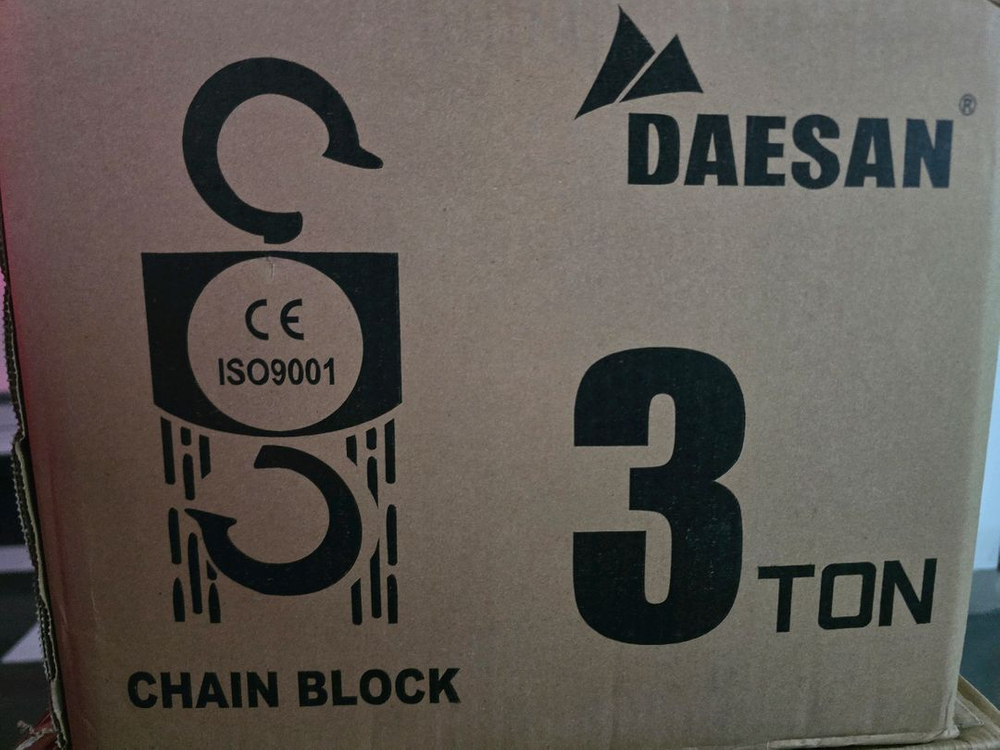 DAESAN®
CE
ISO9001
3 TON
CHAIN BLOCK